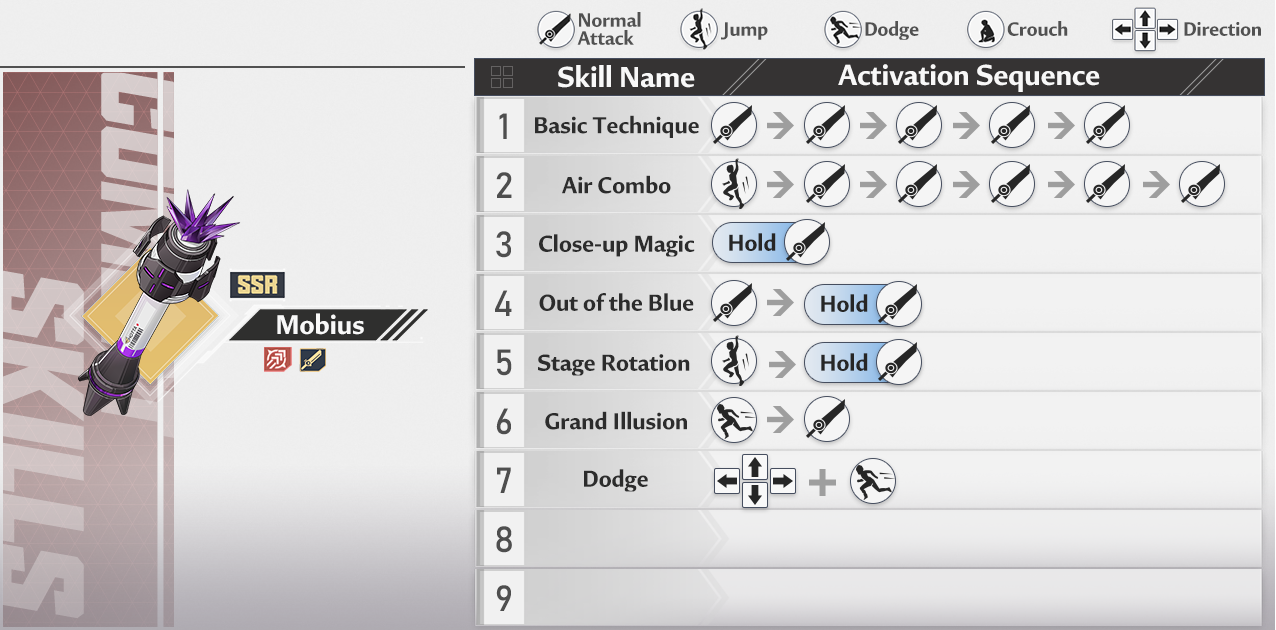 Normal
Attack
Jump
Dodge
Crouch
Direction
Skill Name
Activation Sequence
1
Basic Technique
2
Air Combo
3
Close-up Magic
Hold
4
Out of the Blue
Hold
5
Stage Rotation
Hold
6
Grand Illusion
7
Dodge
8
9
SSR
Mobius
SKILLS